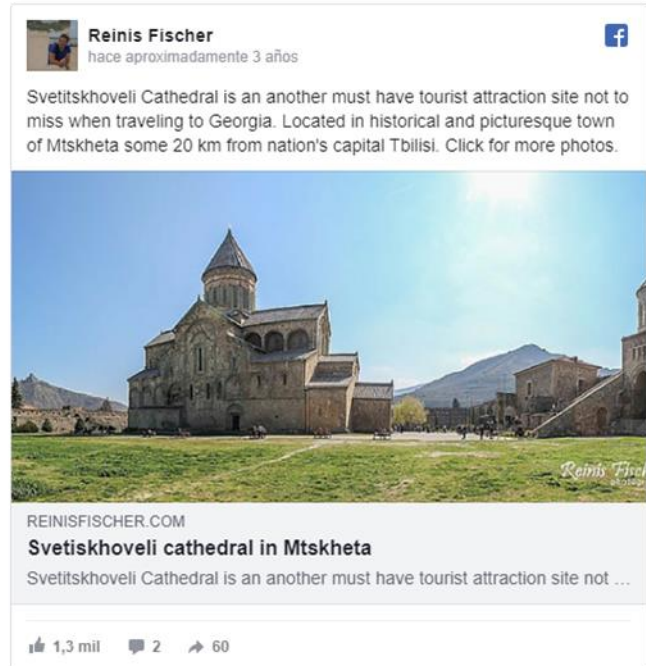 Reinis Fischer
hace aproximadamente 3 años
Svetitskhoveli Cathedral is an another must have tourist attraction site not to
miss when traveling to Georgia. Located in historical and picturesque town
of Mtskheta some 20 km from nation's capital Tbilisi. Click for more photos.
Reinis
REINISFISCHER.COM
Svetiskhoveli cathedral in Mtskheta
Svetitskhoveli Cathedral is an another must have tourist attraction site not ...
1,3 mil 2 60